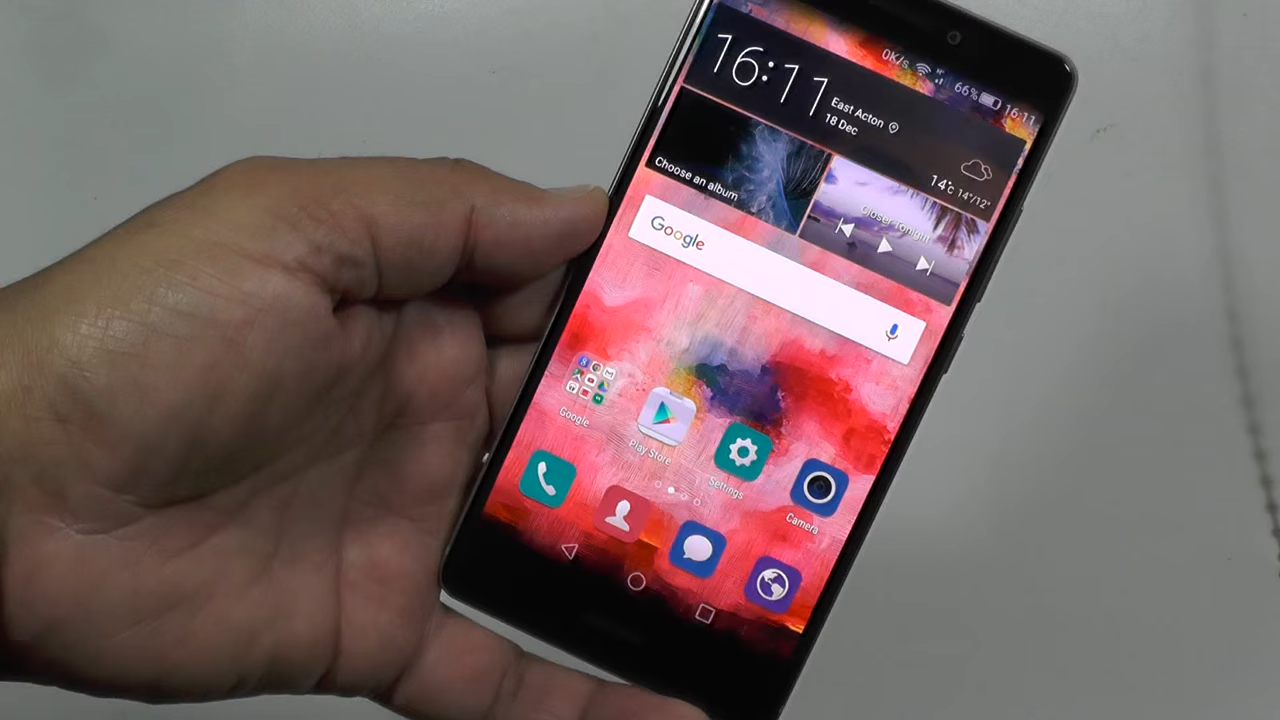 0K/s 66% 16:11
16:11
East Acton
18 Dec
14°C 14°/12°
Choose an album
Closer Tonight
Google
Google
Play Store
Settings
Camera